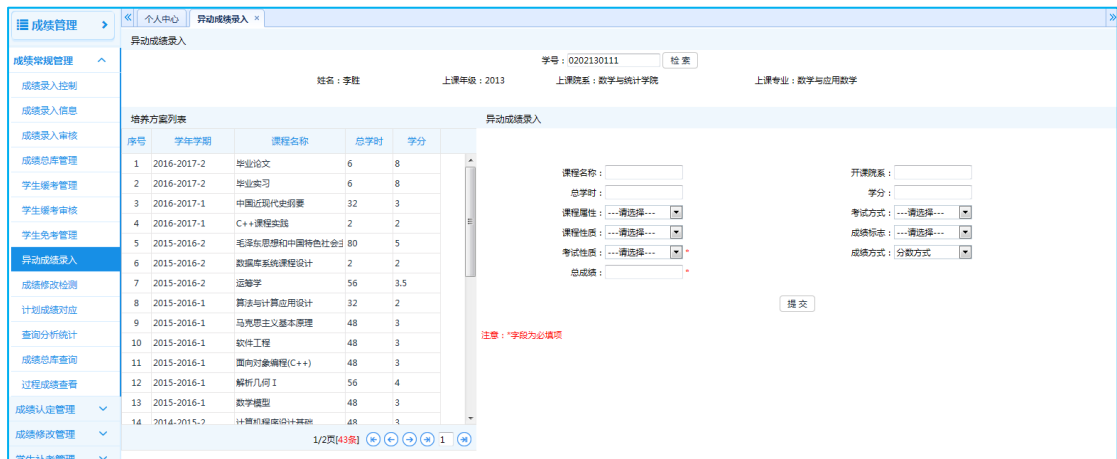 成绩管理
个人中心 异动成绩录入 ×
异动成绩录入
学号：0202130111 检 索
姓名：李胜 上课年级：2013 上课院系：数学与统计学院 上课专业：数学与应用数学
成绩常规管理
成绩录入控制
成绩录入信息
成绩录入审核
成绩总库管理
学生缓考管理
学生缓考审核
学生免考管理
异动成绩录入
成绩修改检测
计划成绩对应
查询分析统计
成绩总库查询
过程成绩查看
成绩认定管理
成绩修改管理
学生补考管理
培养方案列表
序号 学年学期 课程名称 总学时 学分
1 2016-2017-2 毕业论文 6 8
2 2016-2017-2 毕业实习 6 8
3 2016-2017-1 中国近现代史纲要 32 3
4 2016-2017-1 C++课程实践 2 2
5 2015-2016-2 毛泽东思想和中国特色社会主 80 5
6 2015-2016-2 数据库系统课程设计 2 2
7 2015-2016-2 运筹学 56 3.5
8 2015-2016-1 算法与计算应用设计 32 2
9 2015-2016-1 马克思主义基本原理 48 3
10 2015-2016-1 软件工程 48 3
11 2015-2016-1 面向对象编程(C++) 48 3
12 2015-2016-1 解析几何 I 56 4
13 2015-2016-1 数学模型 48 3
14 2014-2015-2 计算机程序设计基础 48 3
1/2页[43条] 1
异动成绩录入
课程名称： 开课院系：
总学时： 学分：
课程属性：---请选择--- 考试方式：---请选择---
课程性质：---请选择--- 成绩标志：---请选择---
考试性质：---请选择--- * 成绩方式：分数方式
总成绩： *
提 交
注意：*字段为必填项